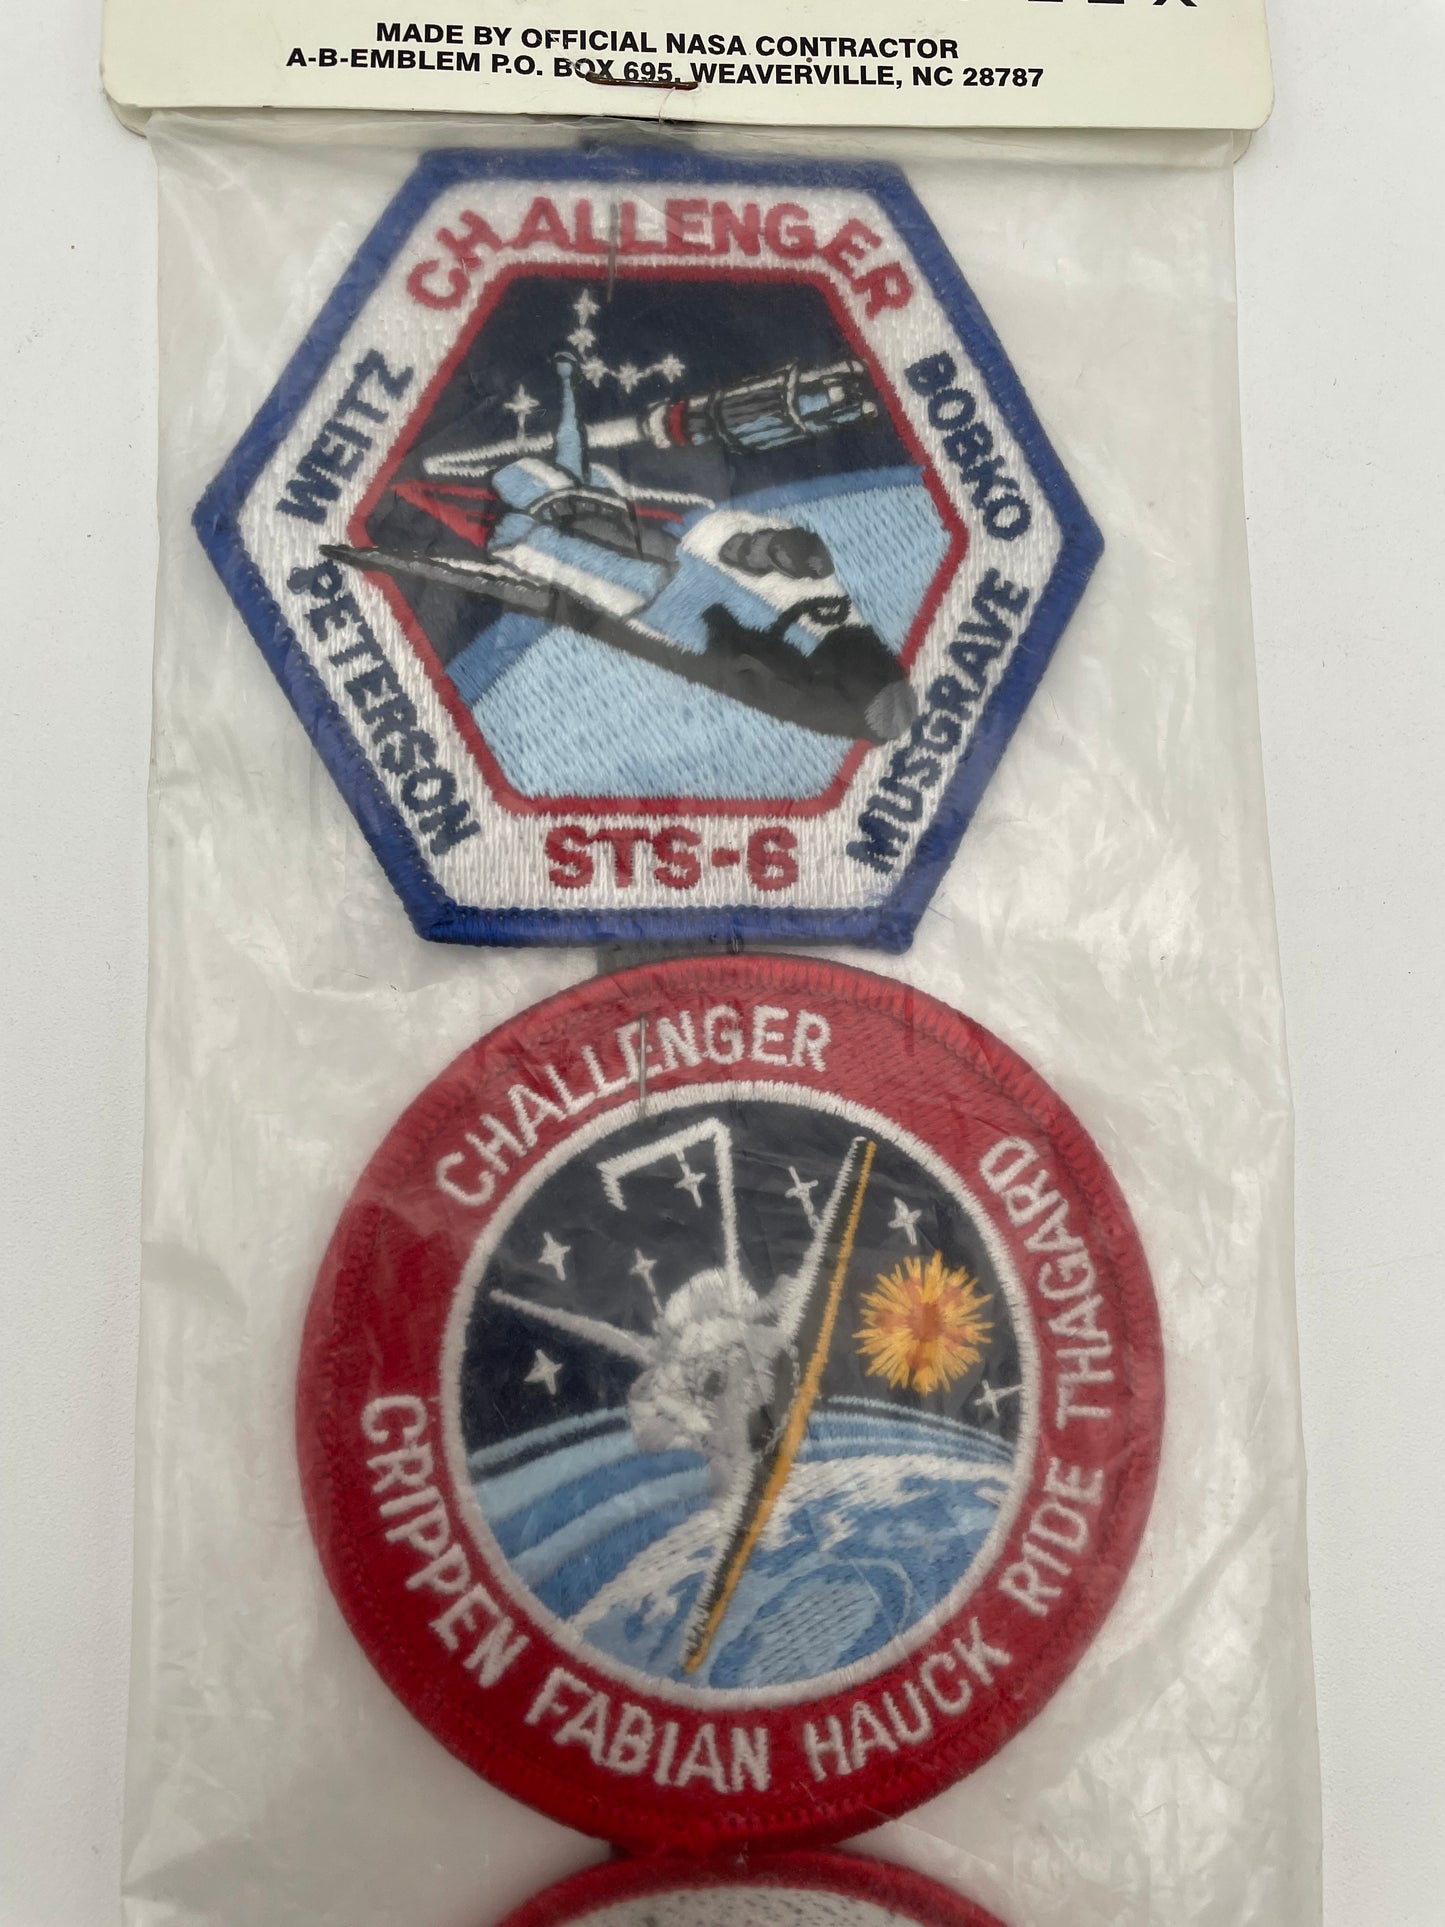 MADE BY OFFICIAL NASA CONTRACTOR
A-B-EMBLEM P.O. BOX 695, WEAVERVILLE, NC 28787
CHALLENGER
WEITZ
BOBKO
PETERSON
MUSGRAVE
STS-6
CHALLENGER
CRIPPEN FABIAN HAUCK RIDE THAGARD